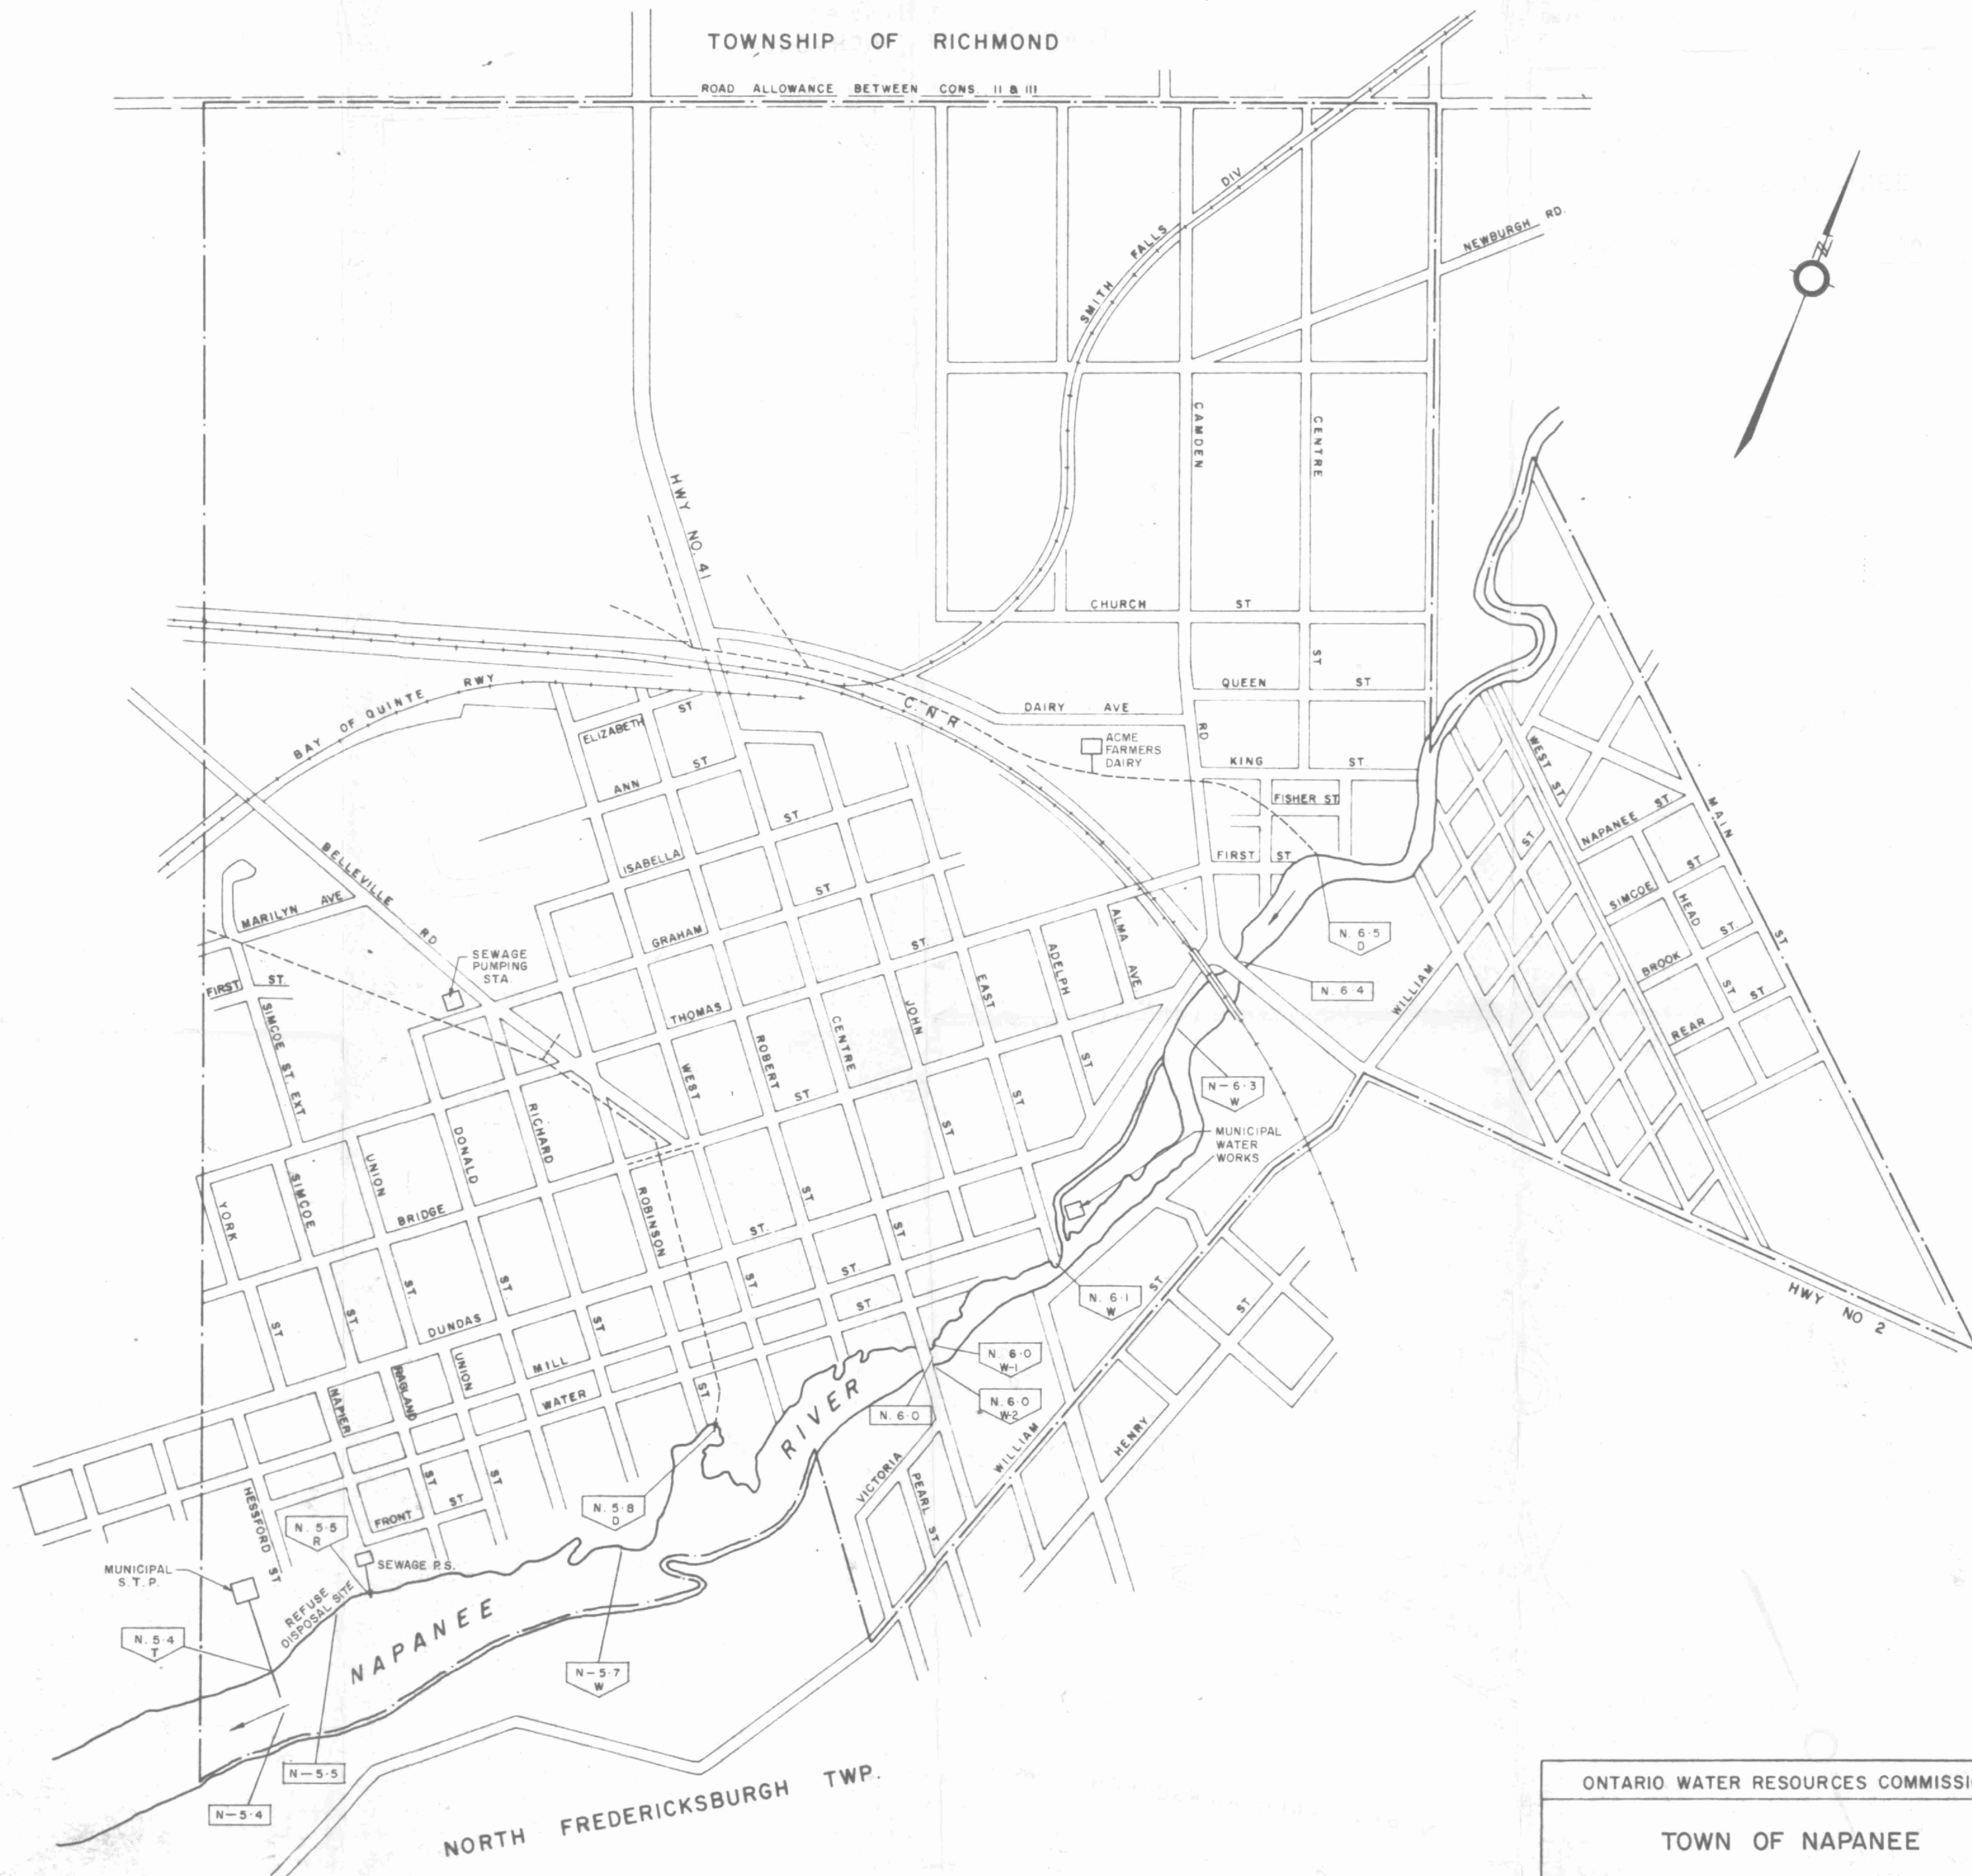 TOWNSHIP OF RICHMOND
ROAD ALLOWANCE BETWEEN CONS. II & III
SMITH FALLS DIV
NEWBURGH RD.
N
HWY NO. 41
CAMDEN
RD
CENTRE
ST
CHURCH ST
QUEEN ST
DAIRY AVE
C N R
ACME
FARMERS
DAIRY
KING ST.
FISHER ST
FIRST ST
BAY OF QUINTE RWY
ELIZABETH ST
ANN ST
ISABELLA ST
GRAHAM ST
THOMAS ST.
BELLEVILLE RD
MARILYN AVE
FIRST ST.
SEWAGE
PUMPING
STA.
SIMCOE ST. EXT.
WEST ST
NAPANEE ST.
MAIN ST
SIMCOE ST
HEAD ST
BROOK ST.
REAR ST
ST
WILLIAM
ALMA AVE.
ADELPH ST
EAST ST
JOHN ST
CENTRE ST
ROBERT ST
WEST ST
N. 6·5
D
N. 6·4
N–6·3
W
MUNICIPAL
WATER
WORKS
YORK ST
SIMCOE ST.
UNION ST.
DONALD ST.
RICHARD ST
ROBINSON ST
BRIDGE ST
ST.
DUNDAS ST.
MILL ST
WATER
NAPIER
RAGLAND ST.
UNION ST
N. 6·1
W
N. 6·0
W-1
N. 6·0
W-2
N. 6·0
HWY NO 2
WILLIAM ST
HENRY ST
VICTORIA
PEARL ST
HESSFORD ST
FRONT ST.
N. 5·5
R
N. 5·8
D
SEWAGE P.S.
MUNICIPAL
S. T. P.
REFUSE
DISPOSAL SITE
N. 5·4
T
NAPANEE RIVER
N–5·7
W
N–5·5
N–5·4
NORTH FREDERICKSBURGH TWP.
ONTARIO WATER RESOURCES COMMISSI
TOWN OF NAPANEE